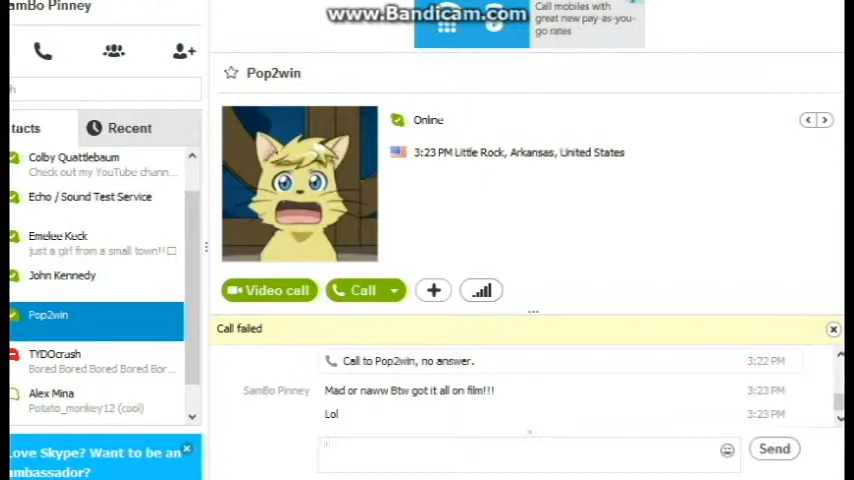 www.Bandicam.com
SamBo Pinney
Call mobiles with
great new pay-as-you-
go rates
Pop2win
h
tacts
Recent
Online
3:23 PM Little Rock, Arkansas, United States
Colby Quattlebaum
Check out my YouTube chann...
Echo / Sound Test Service
Emelee Keck
just a girl from a small town!!□
John Kennedy
Pop2win
TYDOcrash
Bored Bored Bored Bored Bor...
Alex Mina
Potato_monkey12 (cool)
Love Skype? Want to be an
ambassador?
Video call
Call
Call failed
Call to Pop2win, no answer.
3:22 PM
SamBo Pinney
Mad or naww Btw got it all on film!!!
3:23 PM
Lol
3:23 PM
Send